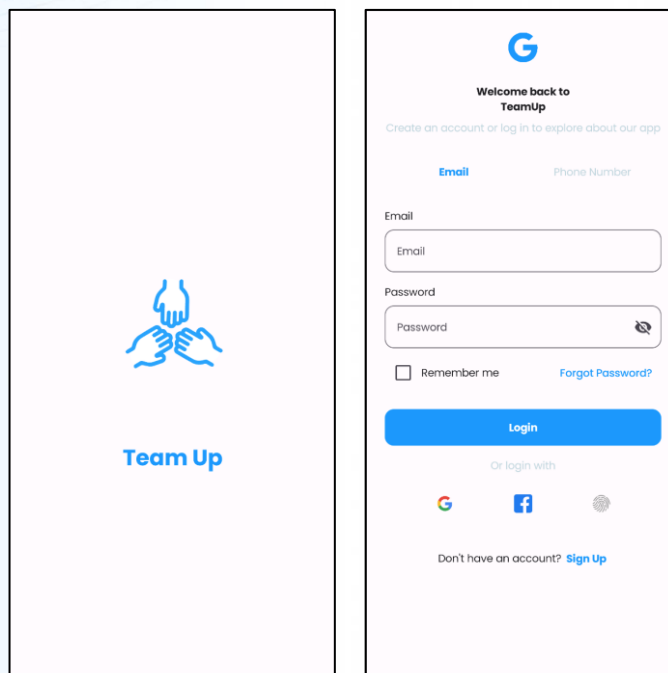 Team Up
Welcome back to
TeamUp
Create an account or log in to explore about our app
Email
Phone Number
Email
Email
Password
Password
Remember me
Forgot Password?
Login
Or login with
Don't have an account? Sign Up